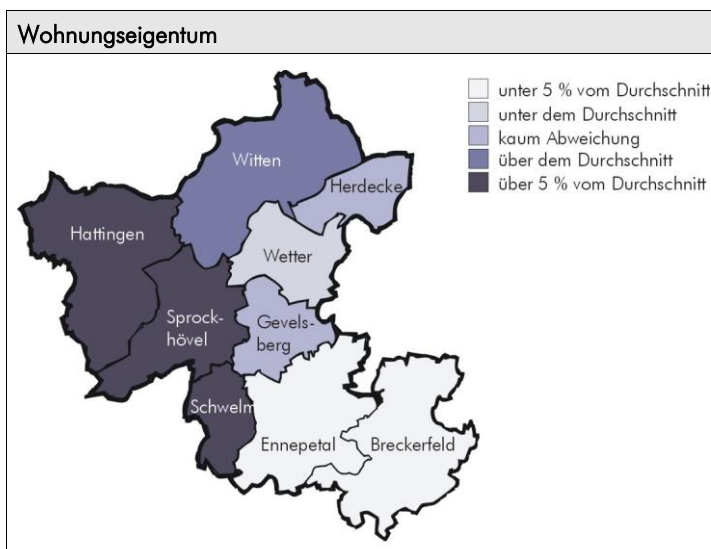 Wohnungseigentum
unter 5 % vom Durchschnitt
unter dem Durchschnitt
kaum Abweichung
über dem Durchschnitt
über 5 % vom Durchschnitt
Witten
Herdecke
Hattingen
Wetter
Sprock-
hövel
Gevels-
berg
Schwelm
Ennepetal
Breckerfeld